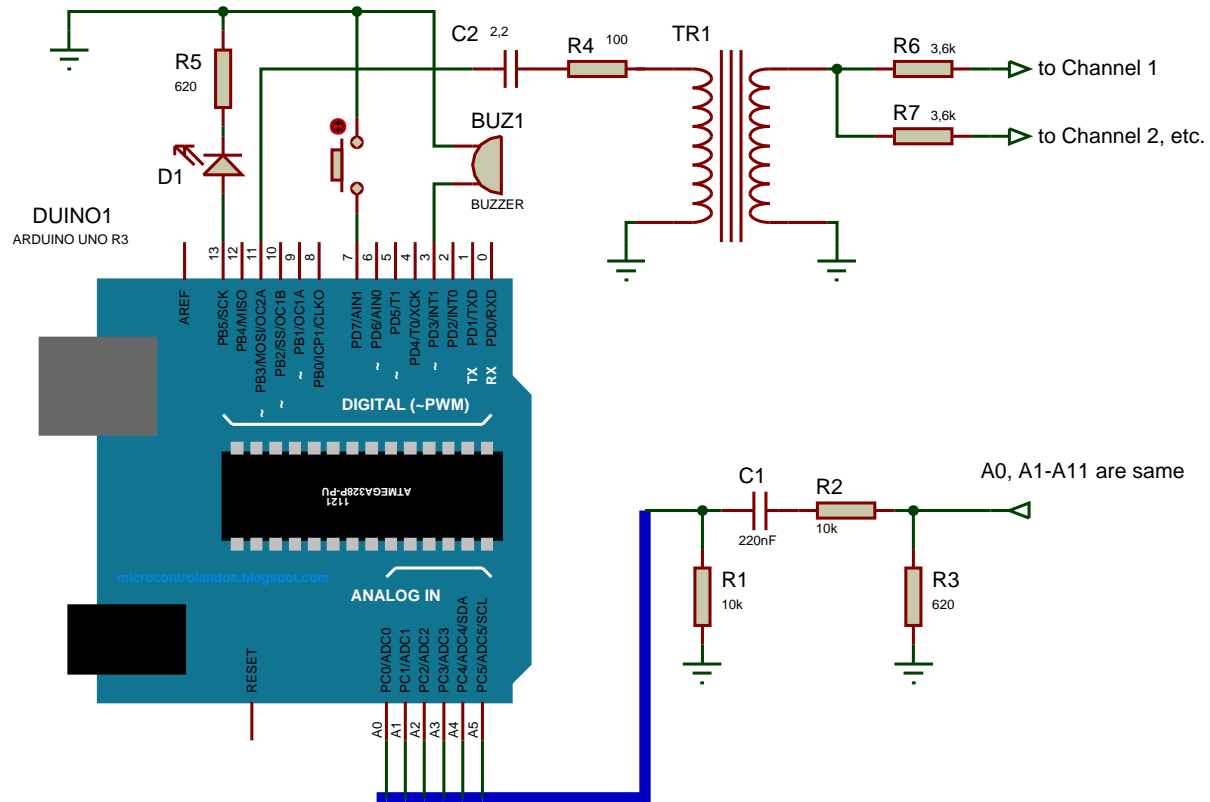 C2 2,2
R4 100
TR1
R6 3,6k
to Channel 1
R5
620
R7 3,6k
to Channel 2, etc.
BUZ1
D1
BUZZER
DUINO1
ARDUINO UNO R3
13
12
11
10
9
8
7
6
5
4
3
2
1
0
AREF
PB5/SCK
PB4/MISO
PB3/MOSI/OC2A
PB2/SS/OC1B
PB1/OC1A
PB0/ICP1/CLKO
PD7/AIN1
PD6/AIN0
PD5/T1
PD4/T0/XCK
PD3/INT1
PD2/INT0
PD1/TXD
PD0/RXD
~
~
~
~
~
~
TX
RX
DIGITAL (~PWM)
ATMEGA328P-PU
1121
microcontrolandos.blogspot.com
ANALOG IN
RESET
PC0/ADC0
PC1/ADC1
PC2/ADC2
PC3/ADC3
PC4/ADC4/SDA
PC5/ADC5/SCL
A0
A1
A2
A3
A4
A5
A0, A1-A11 are same
C1
220nF
R2
10k
R1
10k
R3
620